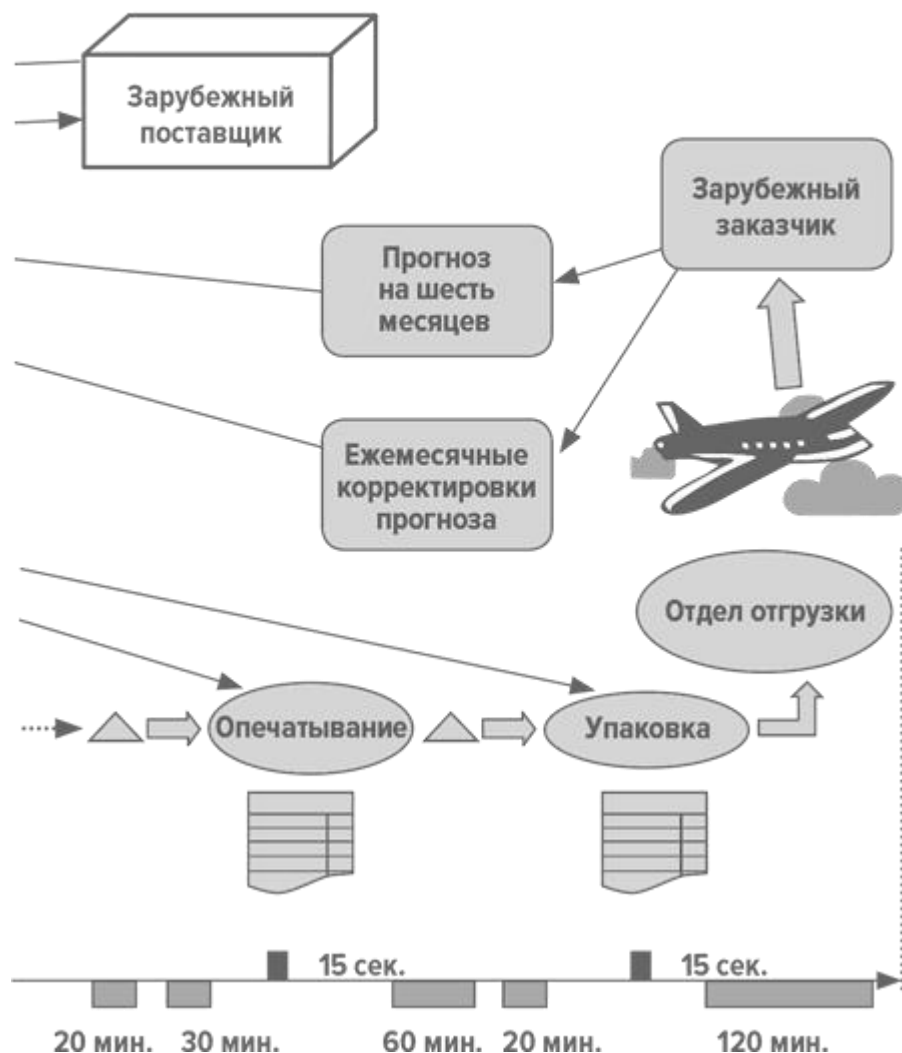 Зарубежный
поставщик
Зарубежный
заказчик
Прогноз
на шесть
месяцев
Ежемесячные
корректировки
прогноза
Отдел отгрузки
Опечатывание
Упаковка
15 сек.
15 сек.
20 мин.
30 мин.
60 мин.
20 мин.
120 мин.